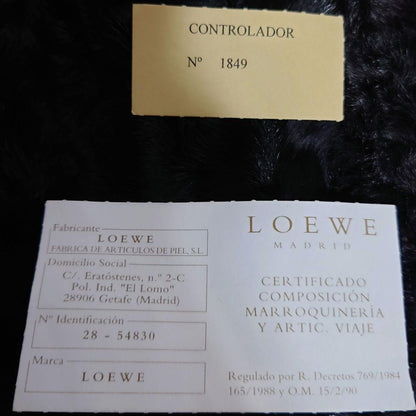 CONTROLADOR
Nº 1849
Fabricante
LOEWE
FABRICA DE ARTICULOS DE PIEL, S.L.
Domicilio Social
C/. Eratóstenes, n.º 2-C
Pol. Ind. "El Lomo"
28906 Getafe (Madrid)
Nº Identificación
28 - 54830
Marca
LOEWE
LOEWE
MADRID
CERTIFICADO
COMPOSICIÓN
MARROQUINERÍA
Y ARTIC. VIAJE
Regulado por R. Decretos 769/1984
165/1988 y O.M. 15/2/90